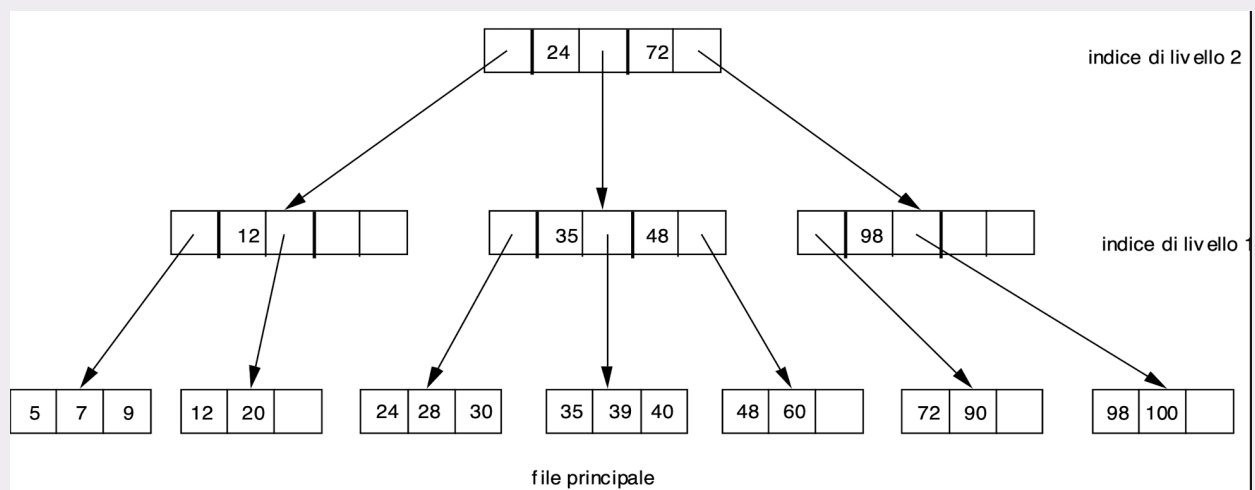 24 72 indice di livello 2
12 35 48 98 indice di livello 1
5 7 9 12 20 24 28 30 35 39 40 48 60 72 90 98 100
file principale